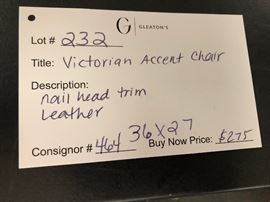 G | GLEATON'S
Lot # 232
Title: Victorian Accent Chair
Description:
nail head trim
Leather
36x27
Consignor # 464 Buy Now Price: $275